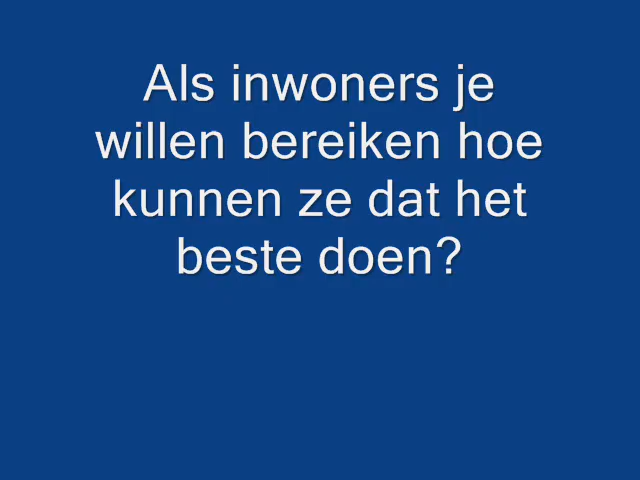 Als inwoners je
willen bereiken hoe
kunnen ze dat het
beste doen?